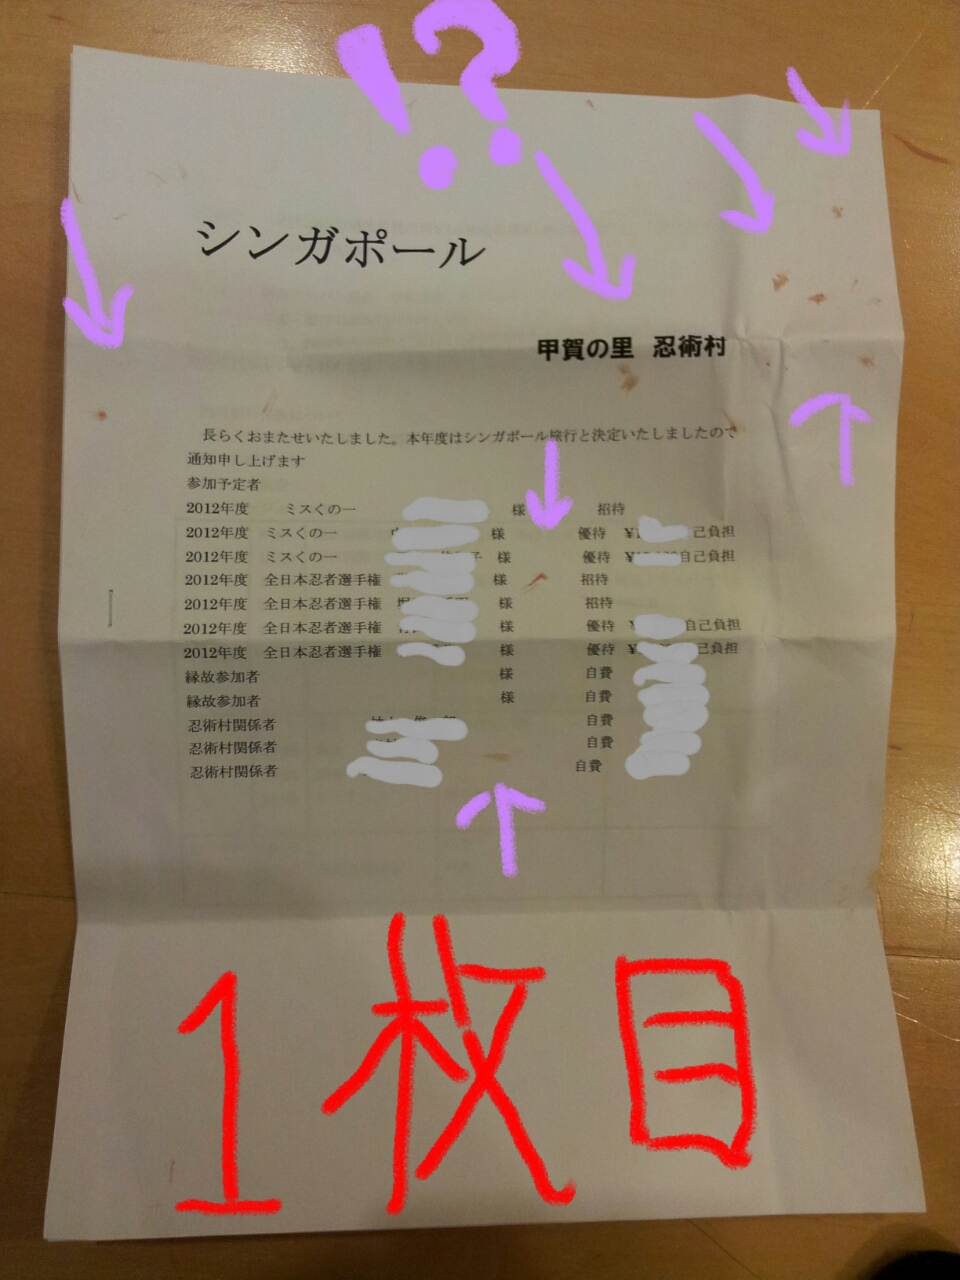 !?
シンガポール
甲賀の里 忍術村
長らくおまたせいたしました。本年度はシンガポール旅行と決定いたしましたので
通知申し上げます
参加予定者
2012年度 ミスくの一 様 招待
2012年度 ミスくの一 様 優待 ¥ 自己負担
2012年度 ミスくの一 子 様 優待 ¥ 自己負担
2012年度 全日本忍者選手権 様 招待
2012年度 全日本忍者選手権 様 招待
2012年度 全日本忍者選手権 様 優待 ¥ 自己負担
2012年度 全日本忍者選手権 様 優待 ¥ 自己負担
縁故参加者 様 自費
縁故参加者 様 自費
忍術村関係者 自費
忍術村関係者 自費
忍術村関係者 自費
1枚目